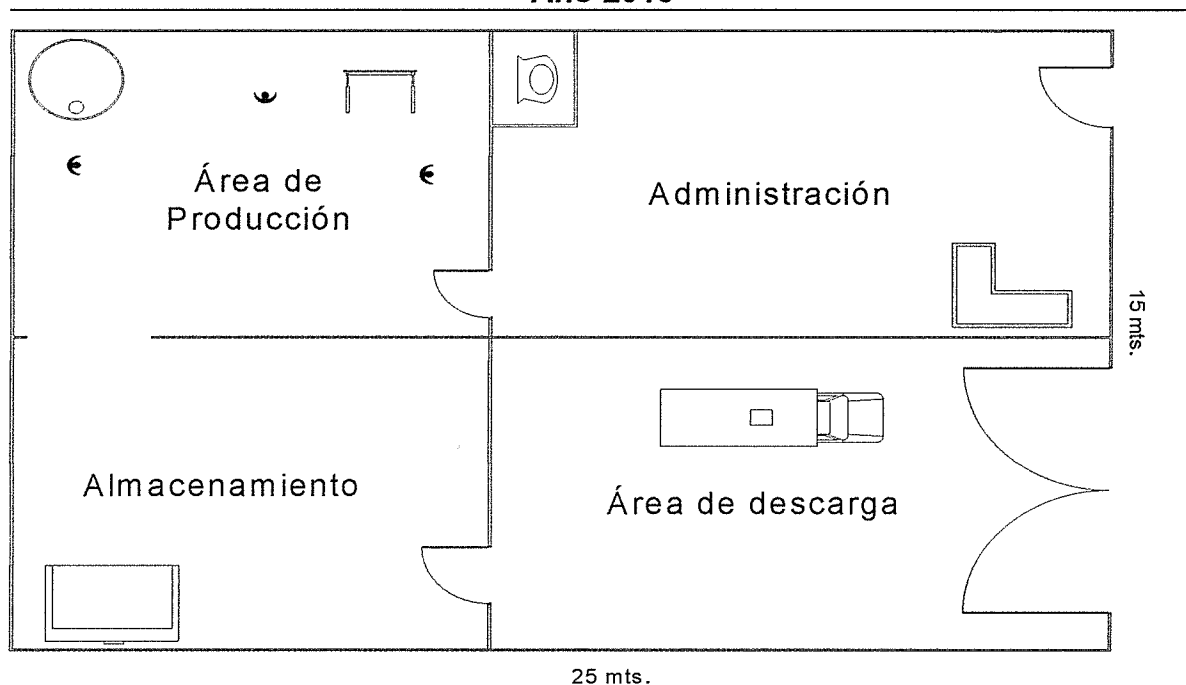 Área de
Producción
Administración
15 mts.
Almacenamiento
Área de descarga
25 mts.